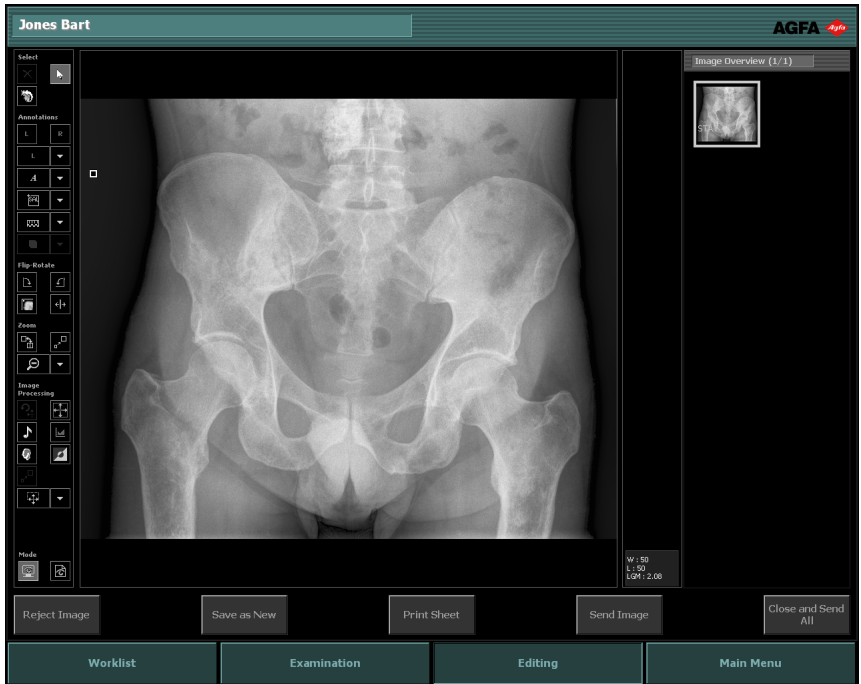 Jones Bart
AGFA Agfa
Select
Image Overview (1/1)
STA
Annotations
L R
L
A
Flip-Rotate
Zoom
Image
Processing
Mode
W : 50
L : 50
LGM : 2.08
Reject Image
Save as New
Print Sheet
Send Image
Close and Send
All
Worklist
Examination
Editing
Main Menu